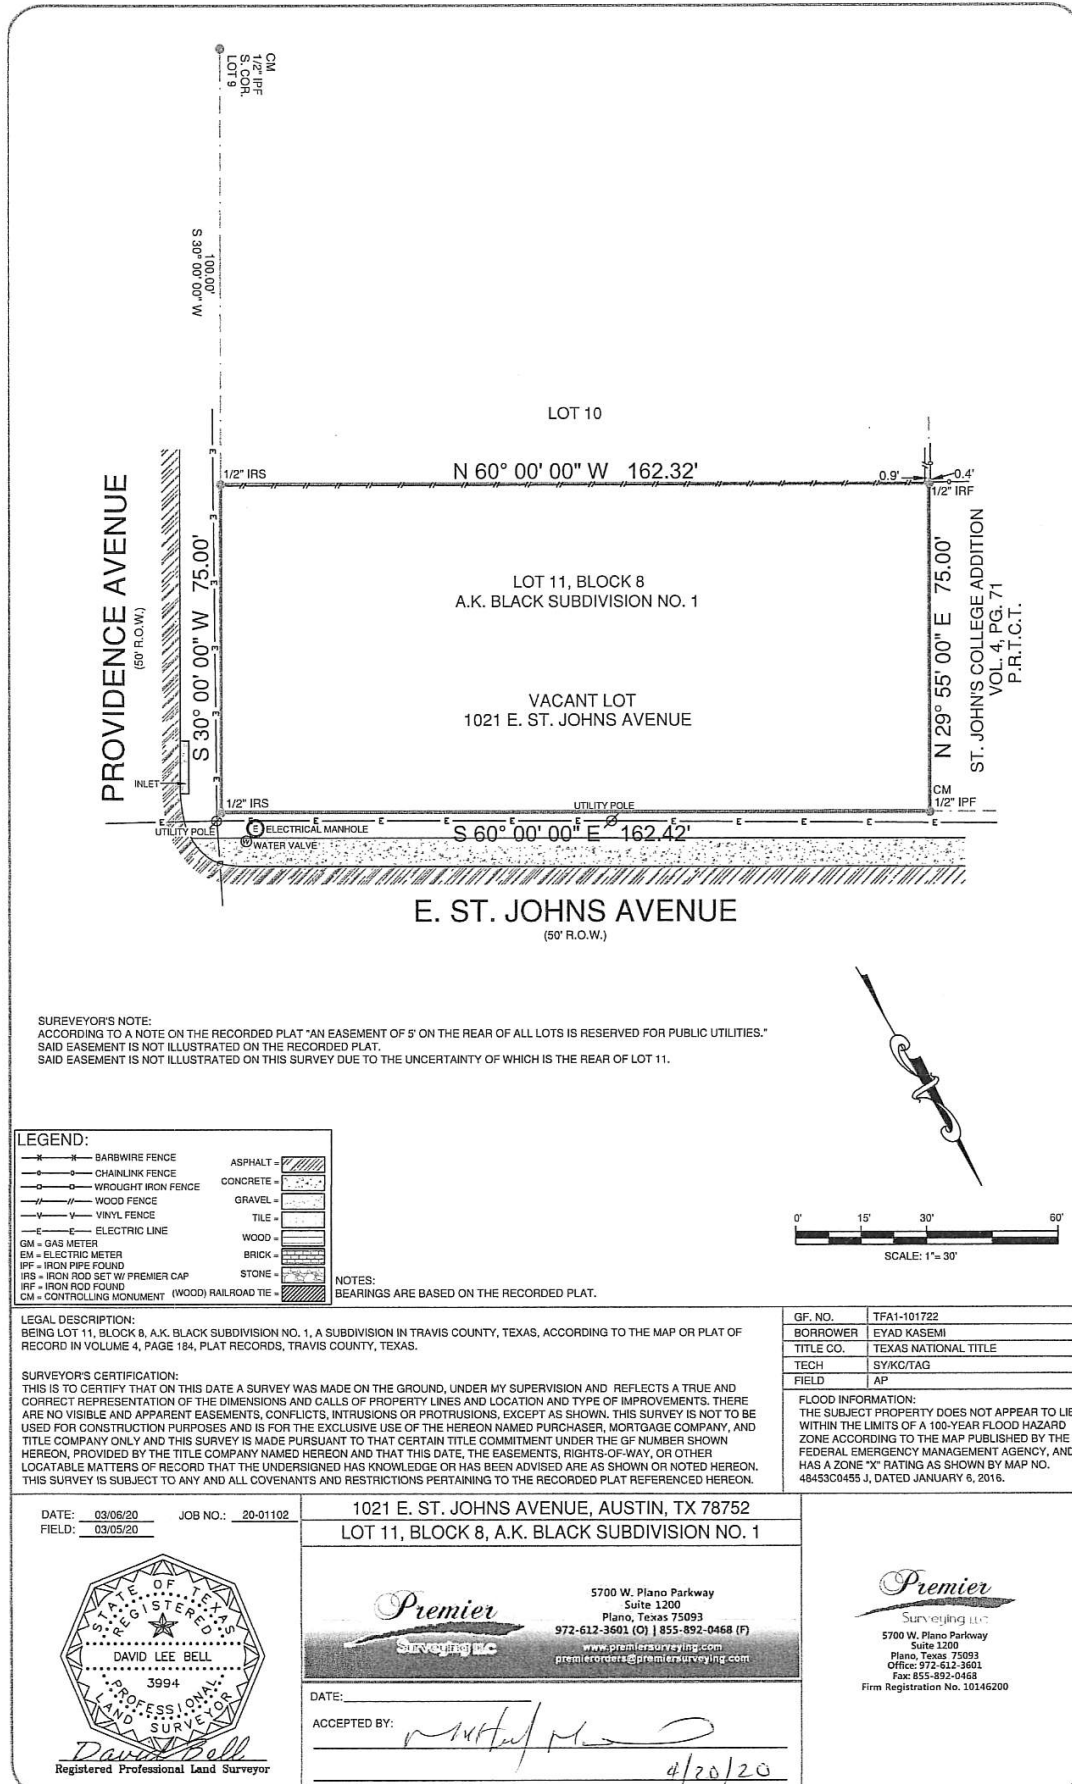 CM
1/2" IPF
S. COR.
LOT 9
100.00'
S 30° 00' 00" W
LOT 10
1/2" IRS
N 60° 00' 00" W 162.32'
0.9'
0.4'
1/2" IRF
PROVIDENCE AVENUE
(50' R.O.W.)
S 30° 00' 00" W 75.00'
LOT 11, BLOCK 8
A.K. BLACK SUBDIVISION NO. 1
VACANT LOT
1021 E. ST. JOHNS AVENUE
N 29° 55' 00" E 75.00'
ST. JOHN'S COLLEGE ADDITION
VOL. 4, PG. 71
P.R.T.C.T.
INLET
1/2" IRS
UTILITY POLE
CM
1/2" IPF
UTILITY POLE
E ELECTRICAL MANHOLE
W WATER VALVE
S 60° 00' 00" E 162.42'
E. ST. JOHNS AVENUE
(50' R.O.W.)
SUREVEYOR'S NOTE:
ACCORDING TO A NOTE ON THE RECORDED PLAT "AN EASEMENT OF 5' ON THE REAR OF ALL LOTS IS RESERVED FOR PUBLIC UTILITIES."
SAID EASEMENT IS NOT ILLUSTRATED ON THE RECORDED PLAT.
SAID EASEMENT IS NOT ILLUSTRATED ON THIS SURVEY DUE TO THE UNCERTAINTY OF WHICH IS THE REAR OF LOT 11.
LEGEND:
BARBWIRE FENCE
CHAINLINK FENCE
WROUGHT IRON FENCE
WOOD FENCE
VINYL FENCE
ELECTRIC LINE
GM = GAS METER
EM = ELECTRIC METER
IPF = IRON PIPE FOUND
IRS = IRON ROD SET W/ PREMIER CAP
IRF = IRON ROD FOUND
CM = CONTROLLING MONUMENT
ASPHALT =
CONCRETE =
GRAVEL =
TILE =
WOOD =
BRICK =
STONE =
(WOOD) RAILROAD TIE =
NOTES:
BEARINGS ARE BASED ON THE RECORDED PLAT.
0' 15' 30' 60'
SCALE: 1"= 30'
LEGAL DESCRIPTION:
BEING LOT 11, BLOCK 8, A.K. BLACK SUBDIVISION NO. 1, A SUBDIVISION IN TRAVIS COUNTY, TEXAS, ACCORDING TO THE MAP OR PLAT OF
RECORD IN VOLUME 4, PAGE 184, PLAT RECORDS, TRAVIS COUNTY, TEXAS.
SURVEYOR'S CERTIFICATION:
THIS IS TO CERTIFY THAT ON THIS DATE A SURVEY WAS MADE ON THE GROUND, UNDER MY SUPERVISION AND REFLECTS A TRUE AND
CORRECT REPRESENTATION OF THE DIMENSIONS AND CALLS OF PROPERTY LINES AND LOCATION AND TYPE OF IMPROVEMENTS. THERE
ARE NO VISIBLE AND APPARENT EASEMENTS, CONFLICTS, INTRUSIONS OR PROTRUSIONS, EXCEPT AS SHOWN. THIS SURVEY IS NOT TO BE
USED FOR CONSTRUCTION PURPOSES AND IS FOR THE EXCLUSIVE USE OF THE HEREON NAMED PURCHASER, MORTGAGE COMPANY, AND
TITLE COMPANY ONLY AND THIS SURVEY IS MADE PURSUANT TO THAT CERTAIN TITLE COMMITMENT UNDER THE GF NUMBER SHOWN
HEREON, PROVIDED BY THE TITLE COMPANY NAMED HEREON AND THAT THIS DATE, THE EASEMENTS, RIGHTS-OF-WAY, OR OTHER
LOCATABLE MATTERS OF RECORD THAT THE UNDERSIGNED HAS KNOWLEDGE OR HAS BEEN ADVISED ARE AS SHOWN OR NOTED HEREON.
THIS SURVEY IS SUBJECT TO ANY AND ALL COVENANTS AND RESTRICTIONS PERTAINING TO THE RECORDED PLAT REFERENCED HEREON.
GF. NO. TFA1-101722
BORROWER EYAD KASEMI
TITLE CO. TEXAS NATIONAL TITLE
TECH SY/KC/TAG
FIELD AP
FLOOD INFORMATION:
THE SUBJECT PROPERTY DOES NOT APPEAR TO LIE
WITHIN THE LIMITS OF A 100-YEAR FLOOD HAZARD
ZONE ACCORDING TO THE MAP PUBLISHED BY THE
FEDERAL EMERGENCY MANAGEMENT AGENCY, AND
HAS A ZONE "X" RATING AS SHOWN BY MAP NO.
48453C0455 J, DATED JANUARY 6, 2016.
DATE: 03/06/20 JOB NO.: 20-01102
FIELD: 03/05/20
STATE OF TEXAS
REGISTERED
DAVID LEE BELL
3994
PROFESSIONAL
LAND SURVEYOR
David Bell
Registered Professional Land Surveyor
1021 E. ST. JOHNS AVENUE, AUSTIN, TX 78752
LOT 11, BLOCK 8, A.K. BLACK SUBDIVISION NO. 1
Premier
Surveying LLC
5700 W. Plano Parkway
Suite 1200
Plano, Texas 75093
972-612-3601 (O) | 855-892-0468 (F)
www.premiersurveying.com
premierorders@premiersurveying.com
DATE:
ACCEPTED BY:
4/20/20
Premier
Surveying LLC
5700 W. Plano Parkway
Suite 1200
Plano, Texas 75093
Office: 972-612-3601
Fax: 855-892-0468
Firm Registration No. 10146200